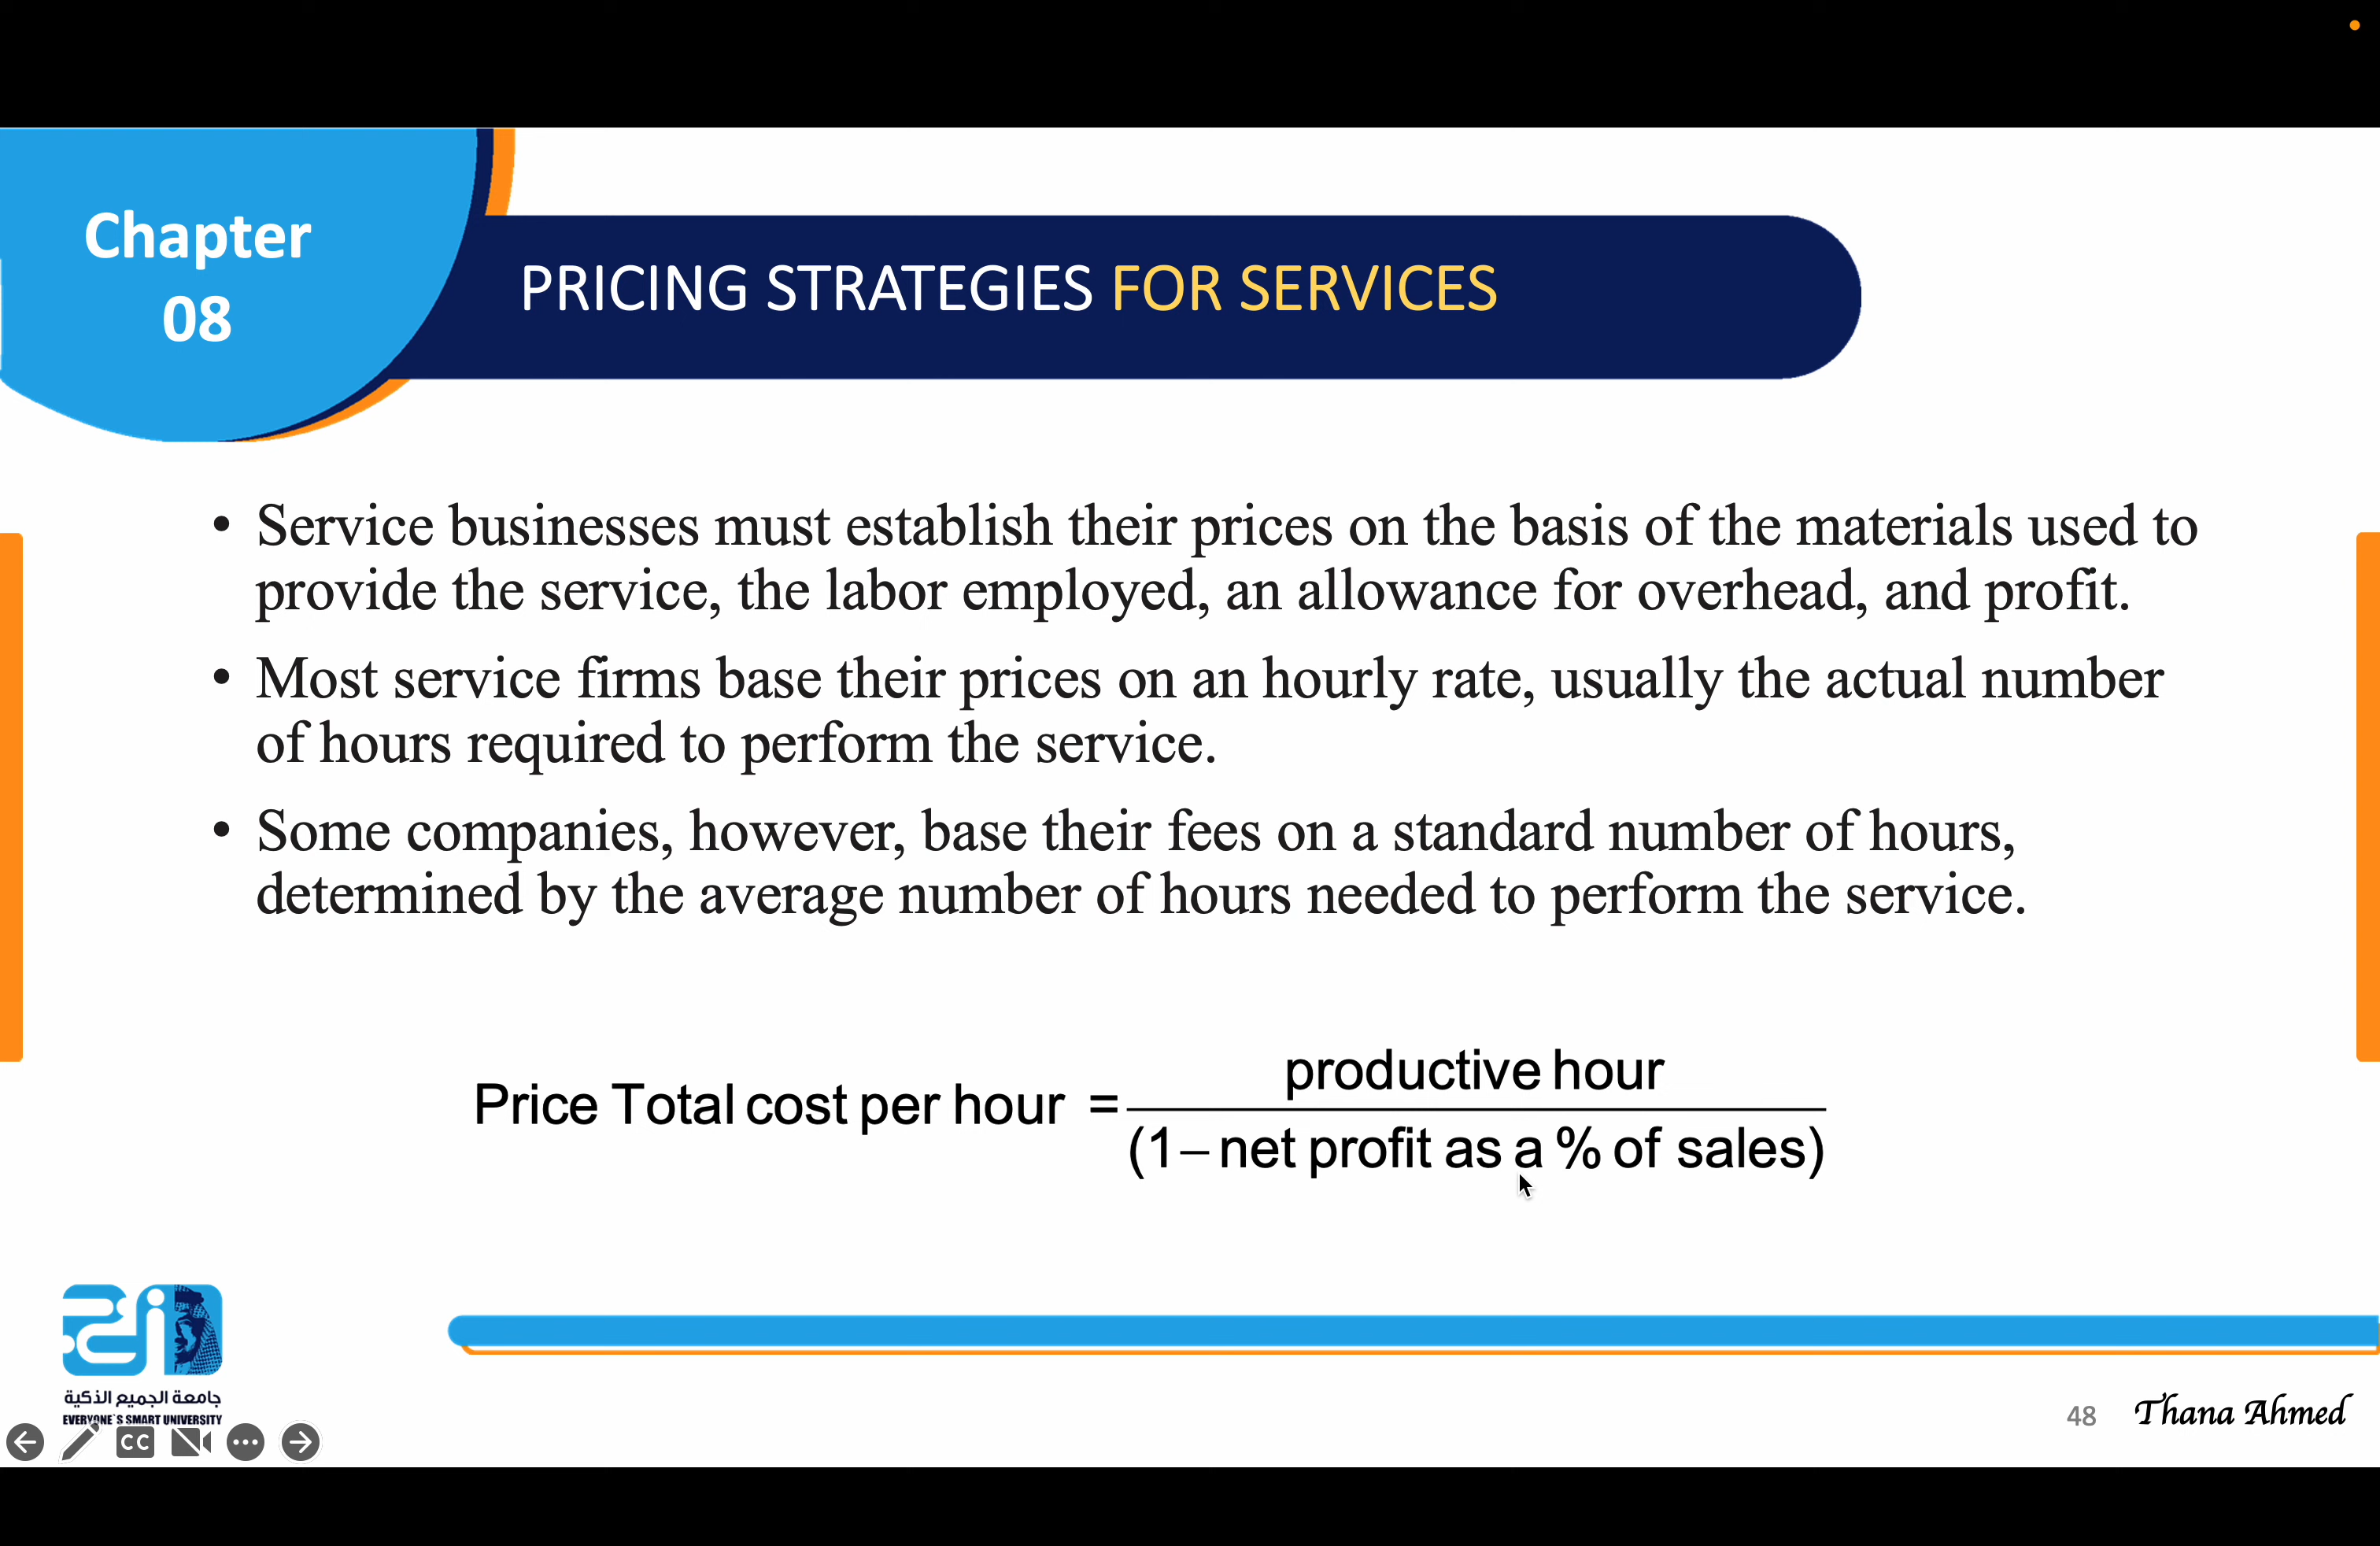 Chapter
08
PRICING STRATEGIES FOR SERVICES
• Service businesses must establish their prices on the basis of the materials used to
provide the service, the labor employed, an allowance for overhead, and profit.
• Most service firms base their prices on an hourly rate, usually the actual number
of hours required to perform the service.
• Some companies, however, base their fees on a standard number of hours,
determined by the average number of hours needed to perform the service.
productive hour
Price Total cost per hour =
(1– net profit as a % of sales)
جامعة الجميع الذكية
EVERYONE'S SMART UNIVERSITY
CC
48 Thana Ahmed